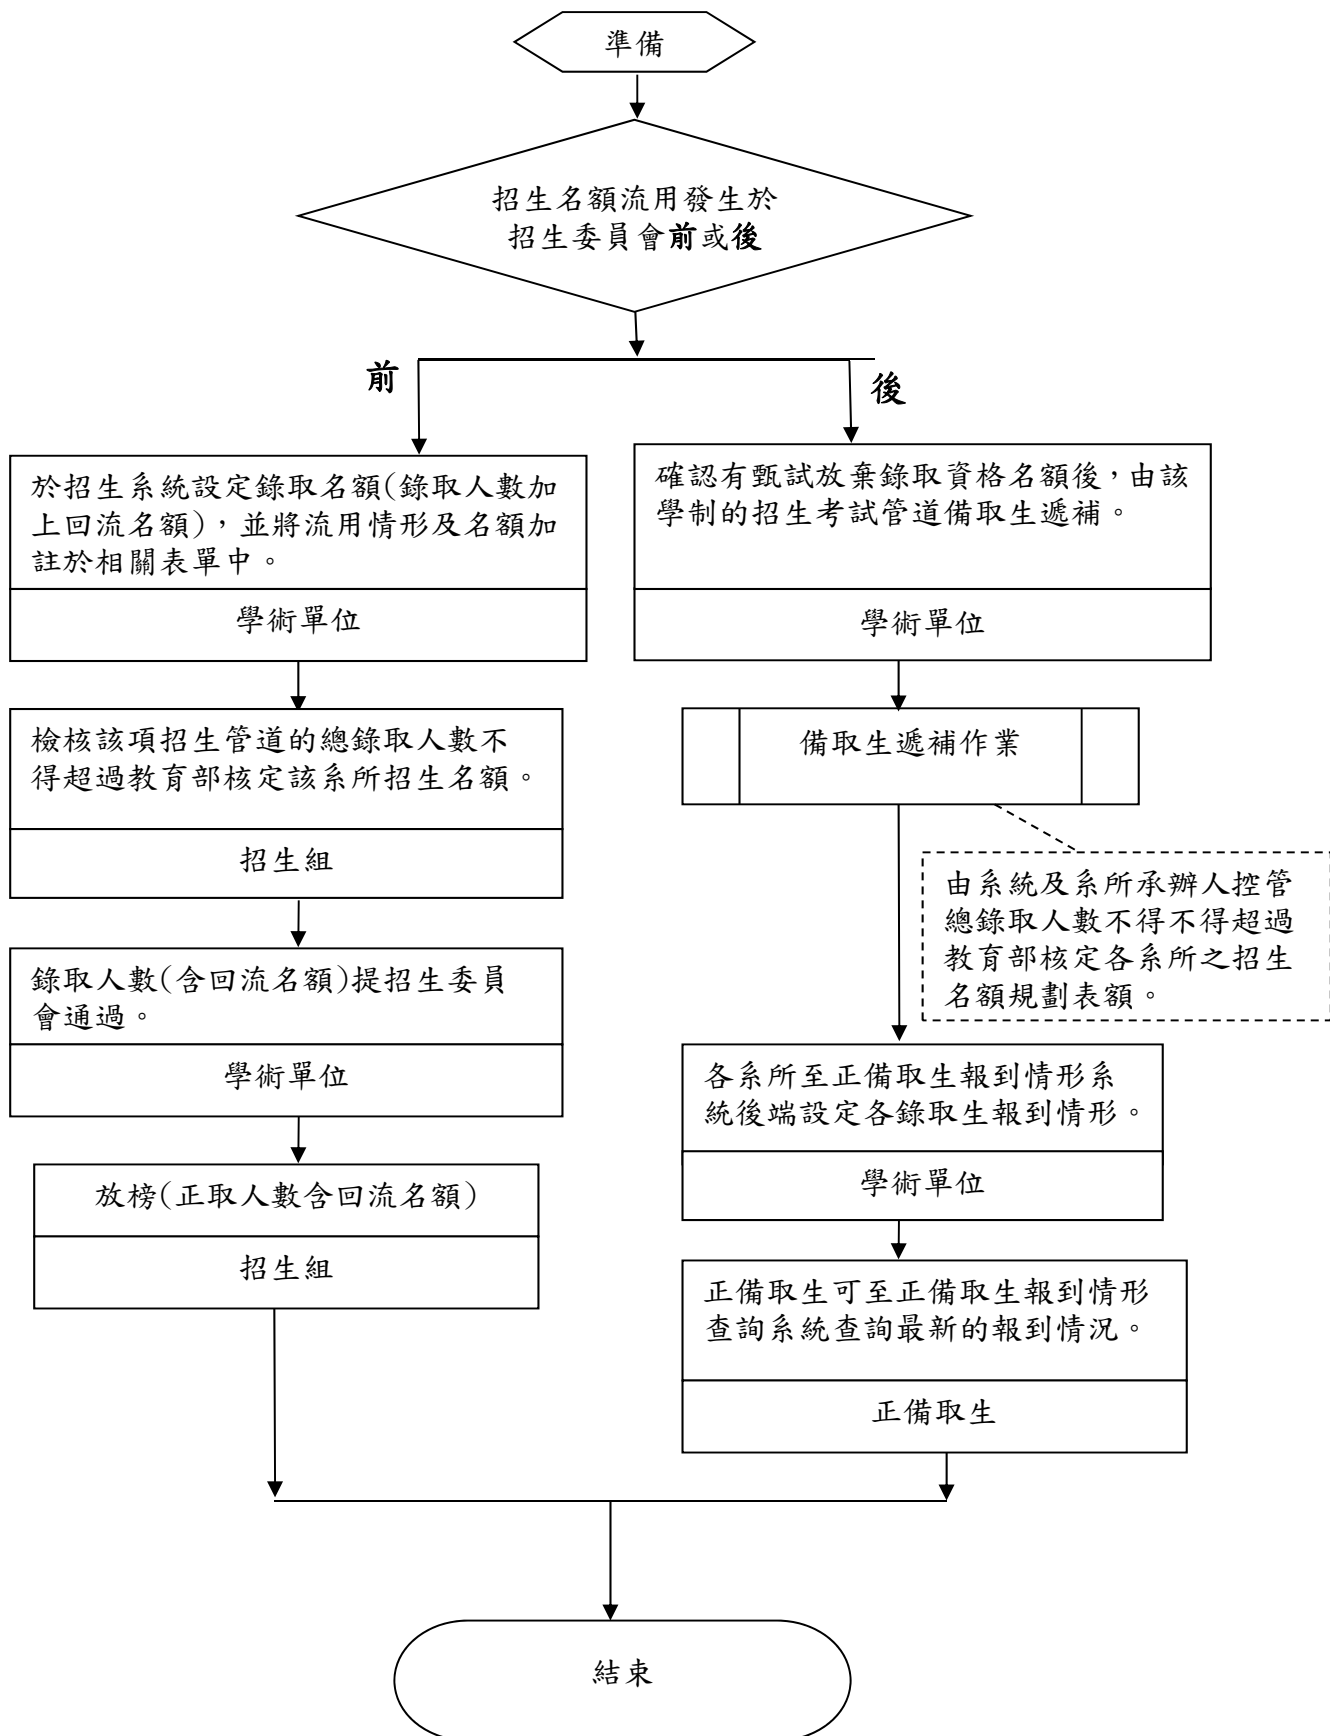 準備
招生名額流用發生於
招生委員會前或後
前
後
於招生系統設定錄取名額(錄取人數加
上回流名額)，並將流用情形及名額加
註於相關表單中。
學術單位
檢核該項招生管道的總錄取人數不
得超過教育部核定該系所招生名額。
招生組
錄取人數(含回流名額)提招生委員
會通過。
學術單位
放榜(正取人數含回流名額)
招生組
確認有甄試放棄錄取資格名額後，由該
學制的招生考試管道備取生遞補。
學術單位
備取生遞補作業
由系統及系所承辦人控管
總錄取人數不得不得超過
教育部核定各系所之招生
名額規劃表額。
各系所至正備取生報到情形系
統後端設定各錄取生報到情形。
學術單位
正備取生可至正備取生報到情形
查詢系統查詢最新的報到情況。
正備取生
結束